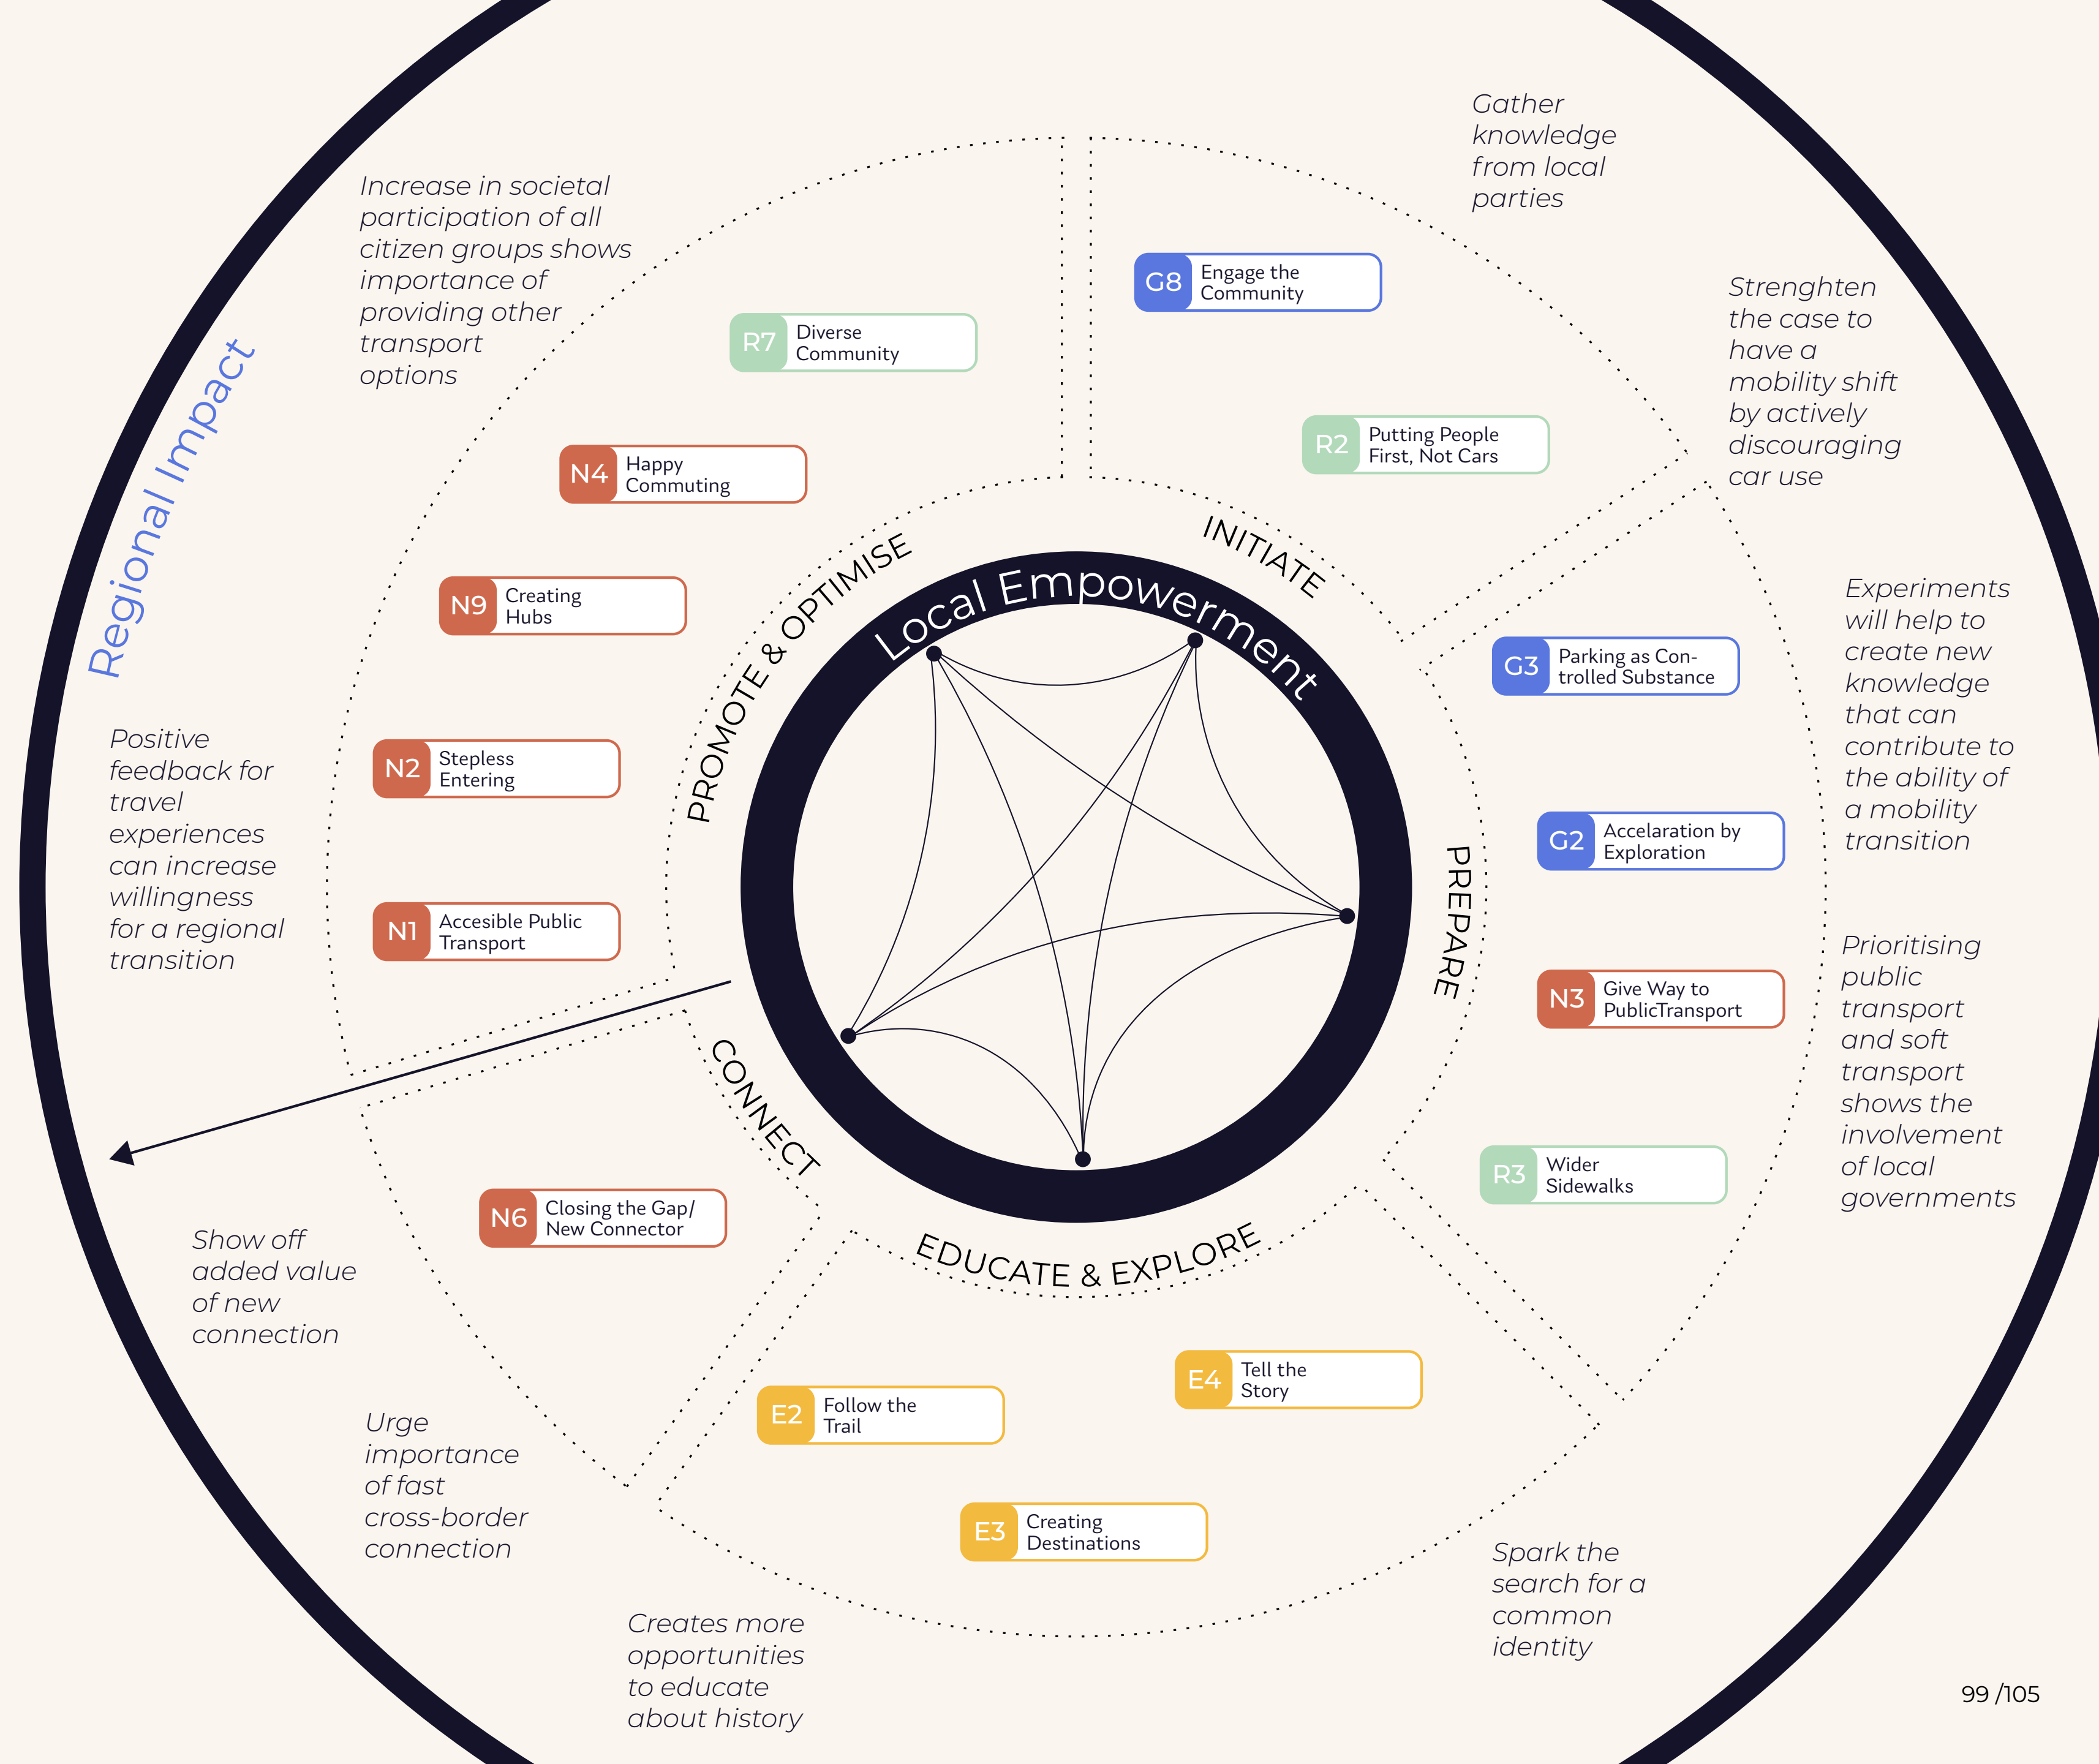 Gather
knowledge
from local
parties
Increase in societal
participation of all
citizen groups shows
importance of
providing other
transport
options
G8
Engage the
Community
Strenghten
the case to
have a
mobility shift
by actively
discouraging
car use
R7
Diverse
Community
R2
Putting People
First, Not Cars
N4
Happy
Commuting
Regional Impact
INITIATE
PROMOTE & OPTIMISE
Local Empowerment
N9
Creating
Hubs
Experiments
will help to
create new
knowledge
that can
contribute to
the ability of
a mobility
transition
G3
Parking as Con-
trolled Substance
Positive
feedback for
travel
experiences
can increase
willingness
for a regional
transition
N2
Stepless
Entering
G2
Accelaration by
Exploration
PREPARE
N1
Accesible Public
Transport
Prioritising
public
transport
and soft
transport
shows the
involvement
of local
governments
N3
Give Way to
PublicTransport
CONNECT
R3
Wider
Sidewalks
N6
Closing the Gap/
New Connector
Show off
added value
of new
connection
EDUCATE & EXPLORE
E4
Tell the
Story
E2
Follow the
Trail
Urge
importance
of fast
cross-border
connection
E3
Creating
Destinations
Spark the
search for a
common
identity
Creates more
opportunities
to educate
about history
99 /105